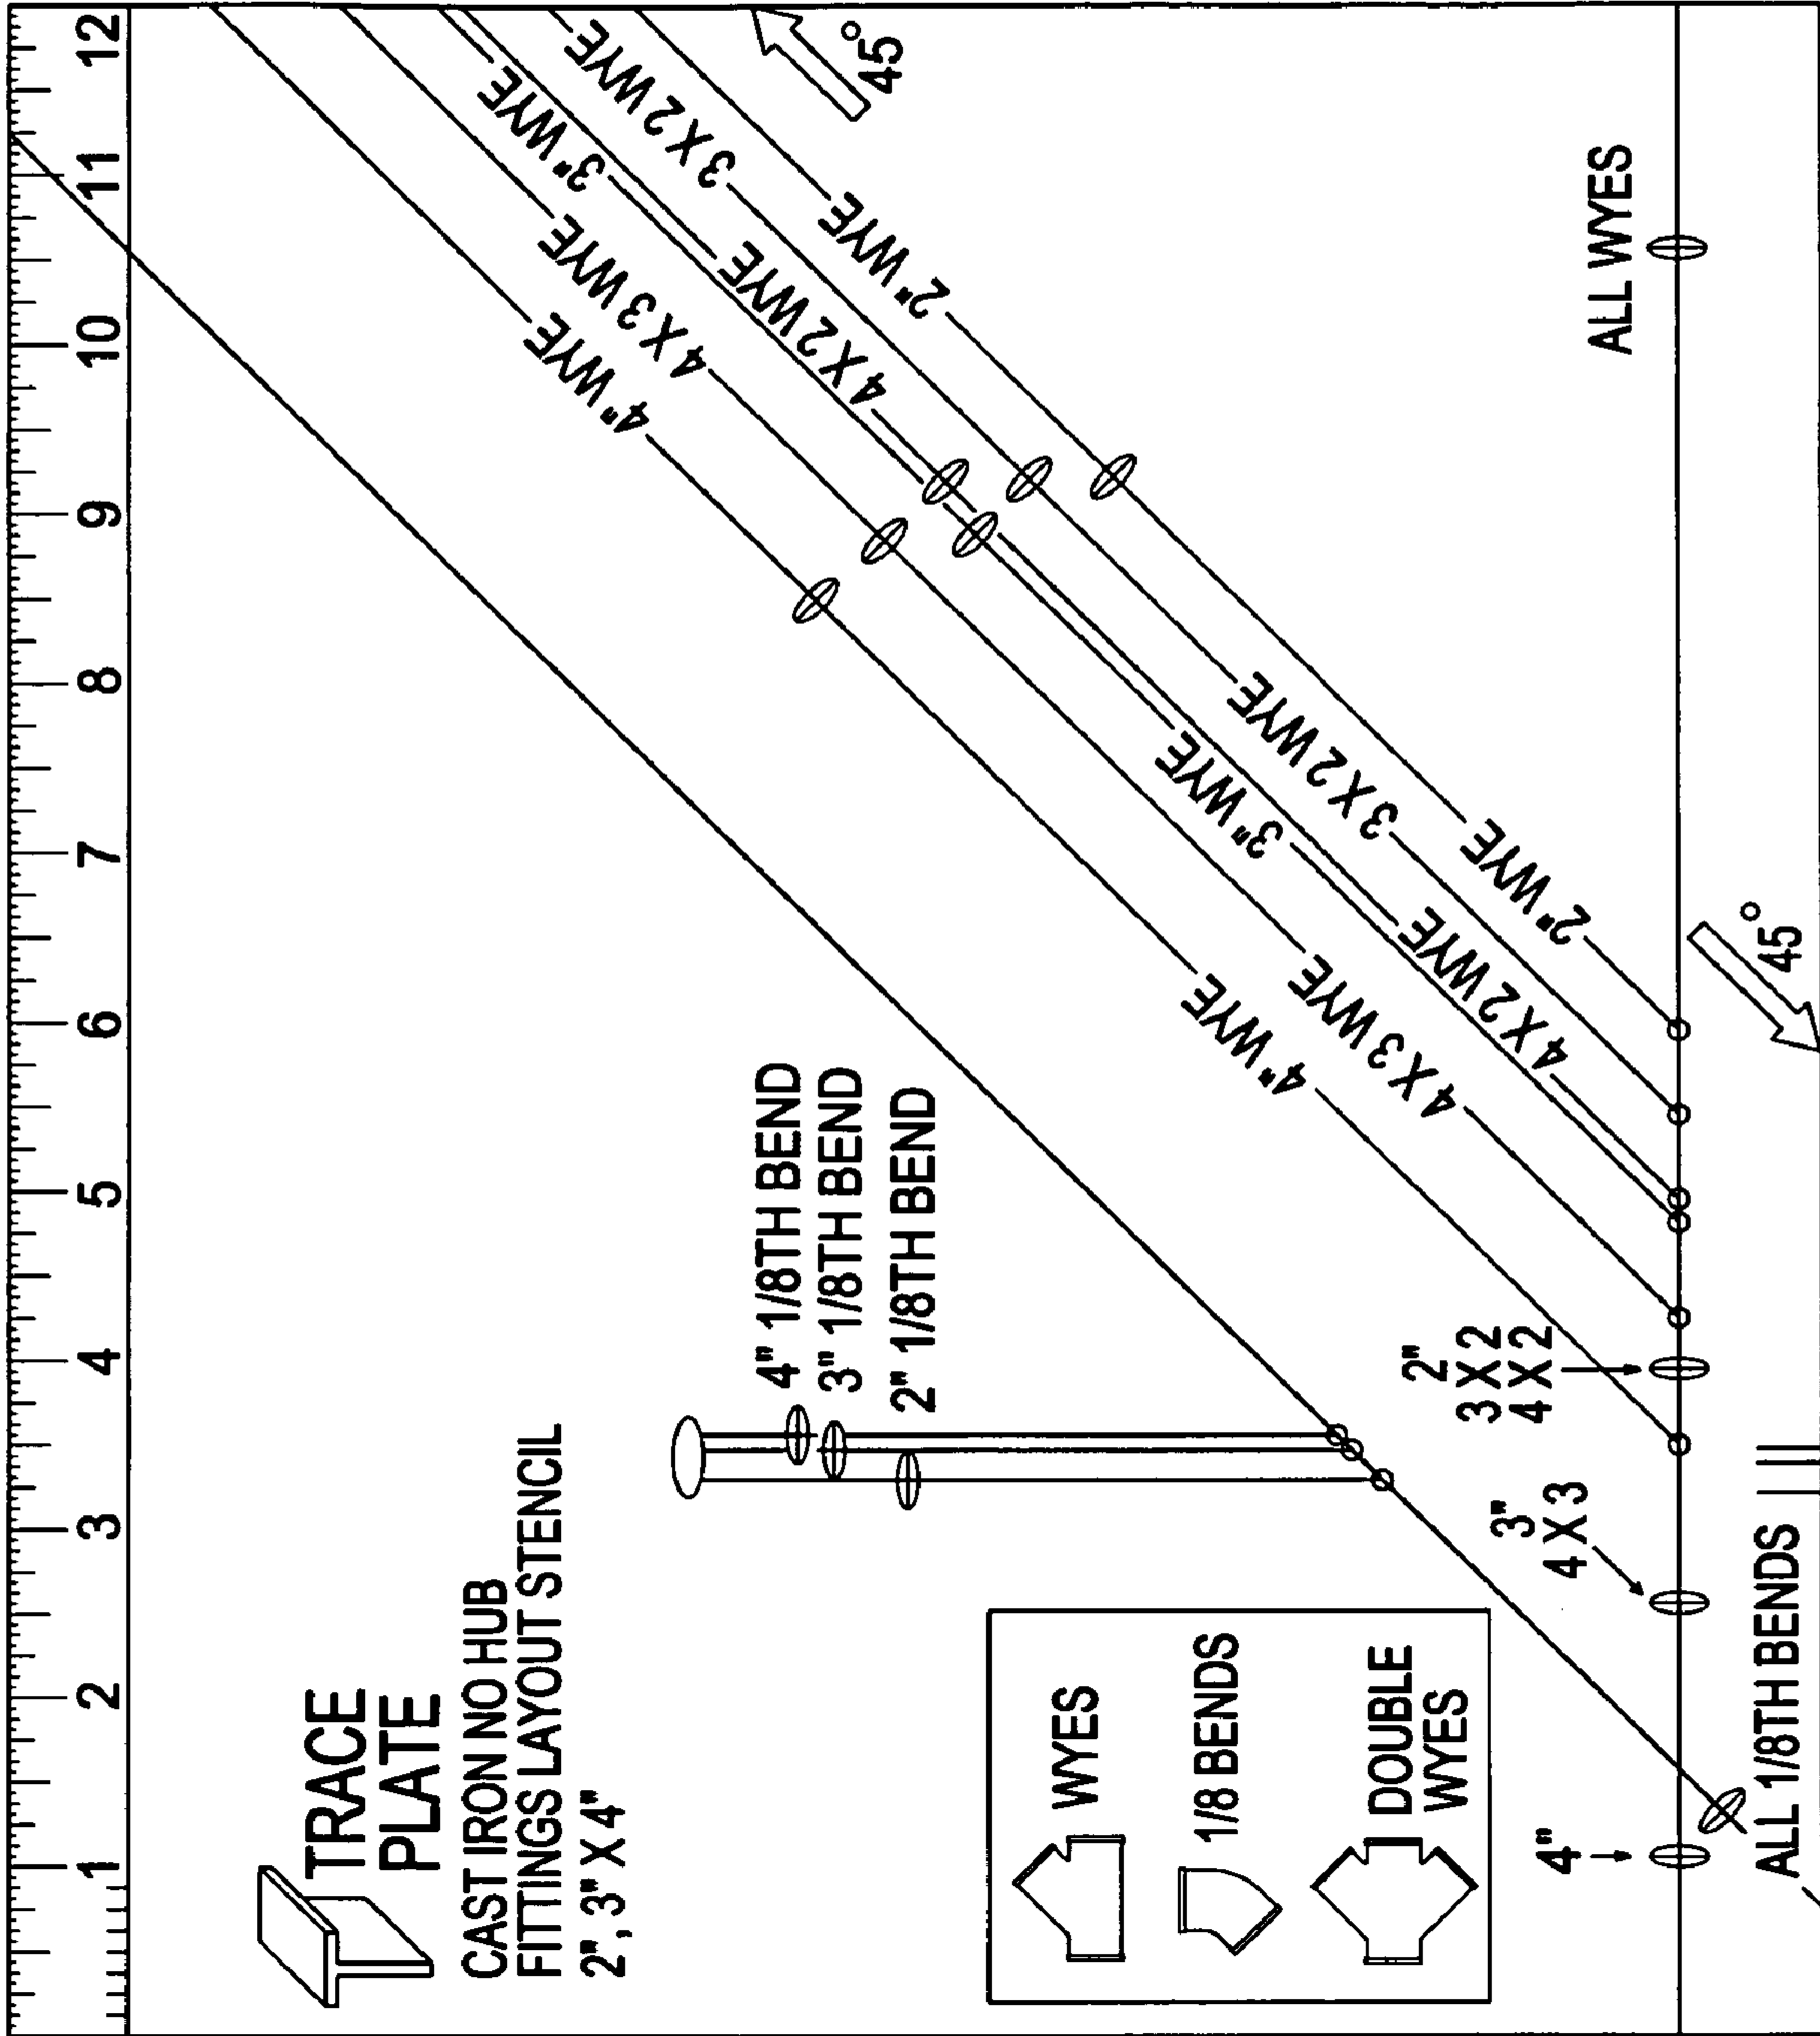 1 2 3 4 5 6 7 8 9 10 11 12
TRACE
PLATE
CAST IRON NO HUB
FITTINGS LAYOUT STENCIL
2", 3" X 4"
4" 1/8TH BEND
3" 1/8TH BEND
2" 1/8TH BEND
4" WYE
4 X 3 WYE
3" WYE
4 X 2 WYE
3 X 2 WYE
2" WYE
45°
4" WYE
4 X 3 WYE
3" WYE
4 X 2 WYE
3 X 2 WYE
2" WYE
WYES
1/8 BENDS
DOUBLE
WYES
4"
3"
4 X 3
2"
3 X 2
4 X 2
ALL WYES
ALL 1/8TH BENDS
45°